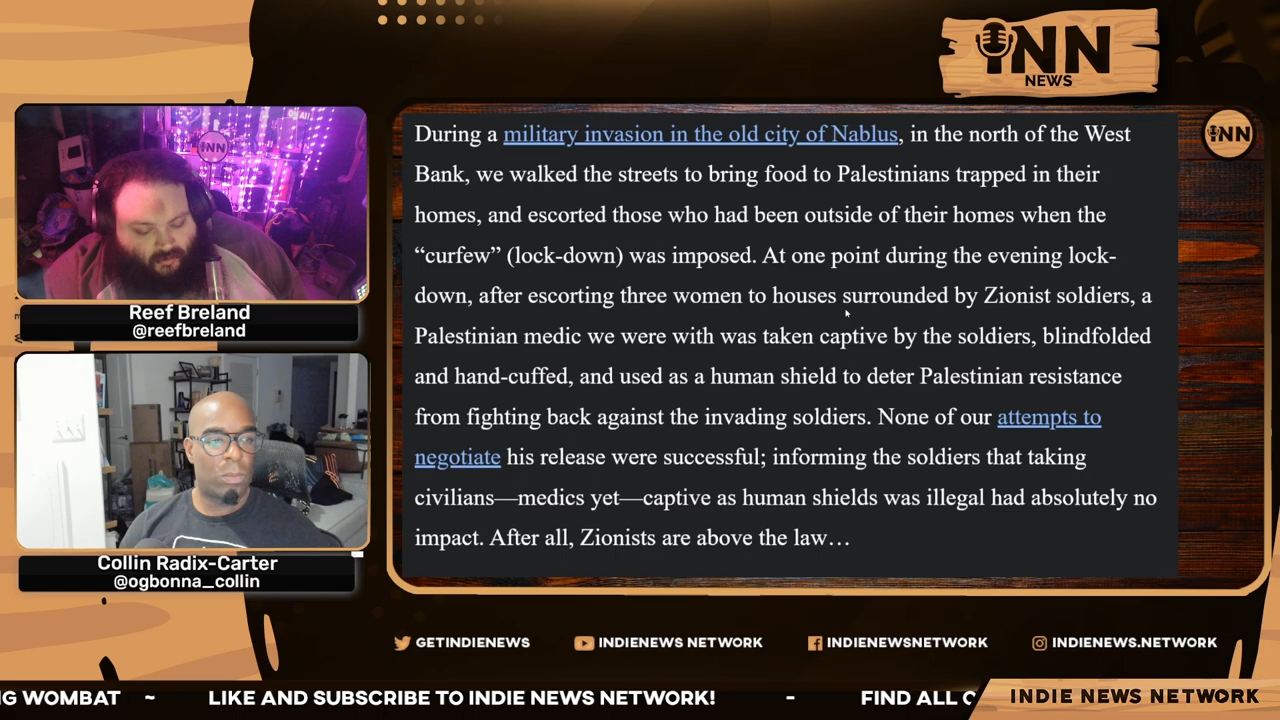 INN
NEWS
INN
INN
During a military invasion in the old city of Nablus, in the north of the West
Bank, we walked the streets to bring food to Palestinians trapped in their
homes, and escorted those who had been outside of their homes when the
“curfew” (lock-down) was imposed. At one point during the evening lock-
down, after escorting three women to houses surrounded by Zionist soldiers, a
Palestinian medic we were with was taken captive by the soldiers, blindfolded
and hand-cuffed, and used as a human shield to deter Palestinian resistance
from fighting back against the invading soldiers. None of our attempts to
negotiate his release were successful; informing the soldiers that taking
civilians—medics yet—captive as human shields was illegal had absolutely no
impact. After all, Zionists are above the law…
Reef Breland
@reefbreland
Collin Radix-Carter
@ogbonna_collin
GETINDIENEWS
INDIENEWS NETWORK
INDIENEWSNETWORK
INDIENEWS.NETWORK
G WOMBAT ~ LIKE AND SUBSCRIBE TO INDIE NEWS NETWORK! - FIND ALL
INDIE NEWS NETWORK